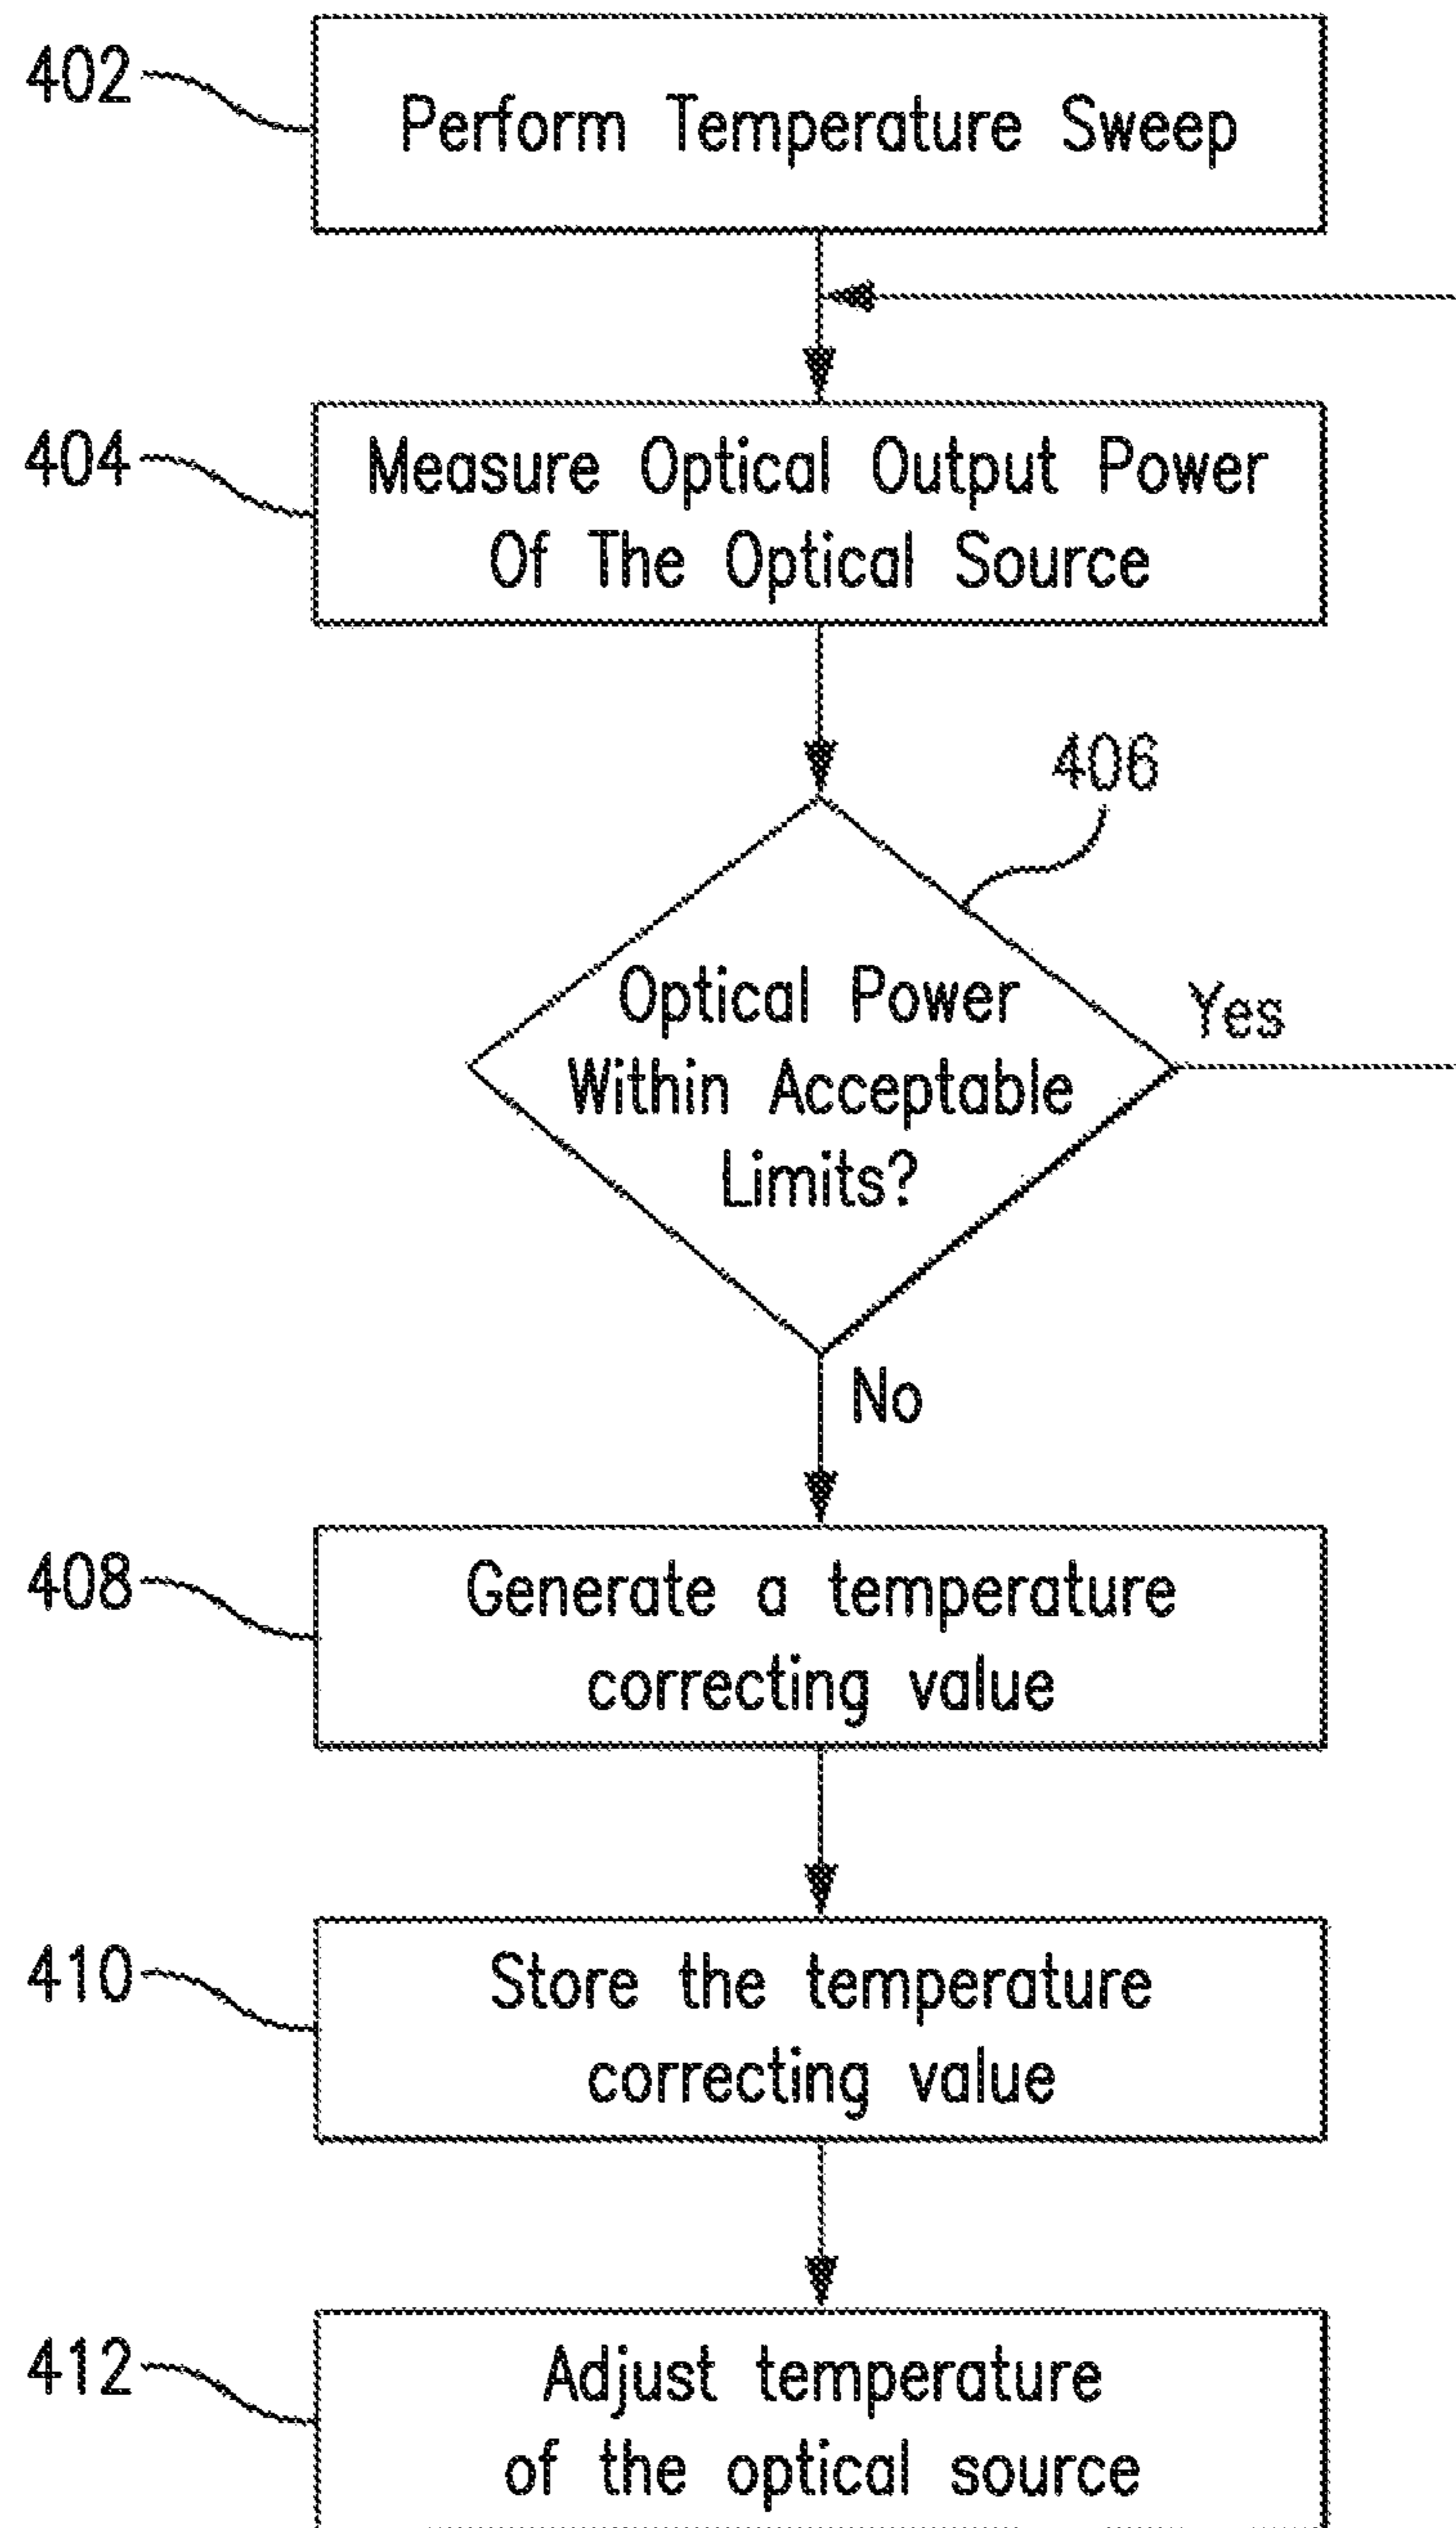 402
Perform Temperature Sweep
404
Measure Optical Output Power
Of The Optical Source
406
Optical Power
Within Acceptable
Limits?
Yes
No
408
Generate a temperature
correcting value
410
Store the temperature
correcting value
412
Adjust temperature
of the optical source